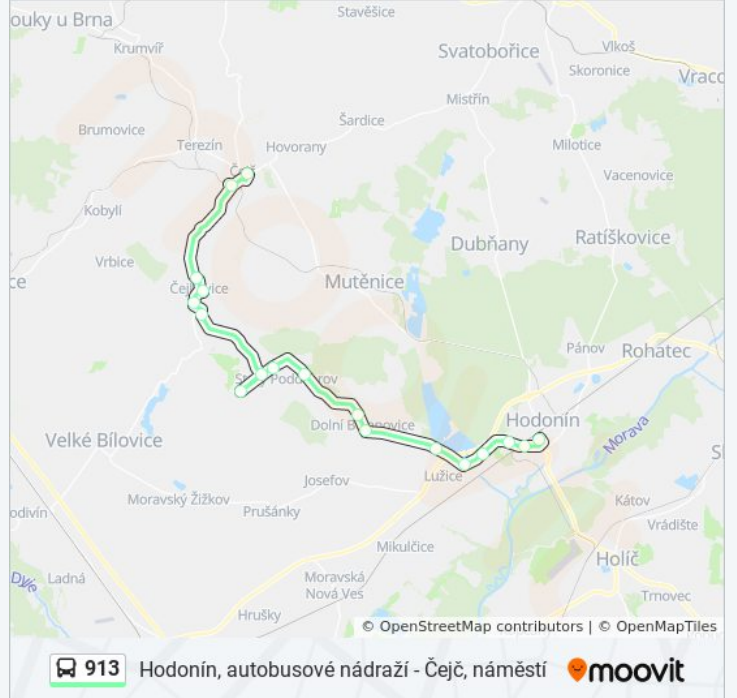 Stavěšice
ouky u Brna
Krumvíř
Svatobořice
Vlkoš
Skoronice
Vraco
Mistřín
Šardice
Brumovice
Terezín
Hovorany
Milotice
Vacenovice
Kobylí
Dubňany
Ratíškovice
Vrbice
ce
Mutěnice
Pánov
Rohatec
Hodonín
Morava
Velké Bílovice
Lužice
Josefov
Moravský Žižkov
Prušánky
odivín
Kátov
Vrádiště
Mikulčice
Holíč
Dyje
Ladná
Moravská
Nová Ves
Trnovec
Hrušky
© OpenStreetMap contributors | © OpenMapTiles
913 Hodonín, autobusové nádraží - Čejč, náměstí moovit